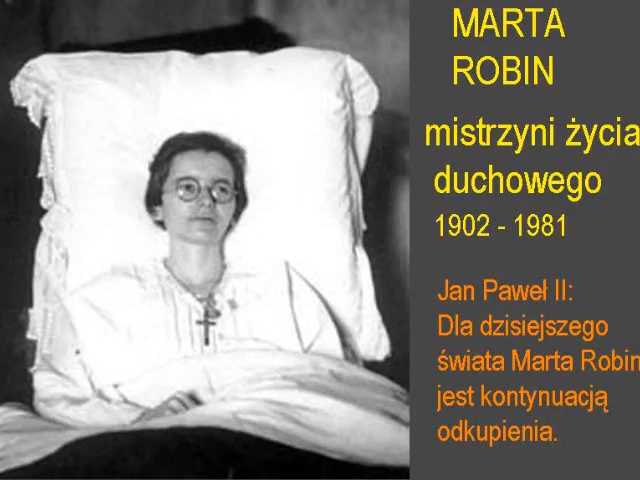 MARTA
ROBIN
mistrzyni życia
duchowego
1902 - 1981
Jan Paweł II:
Dla dzisiejszego
świata Marta Robin
jest kontynuacją
odkupienia.